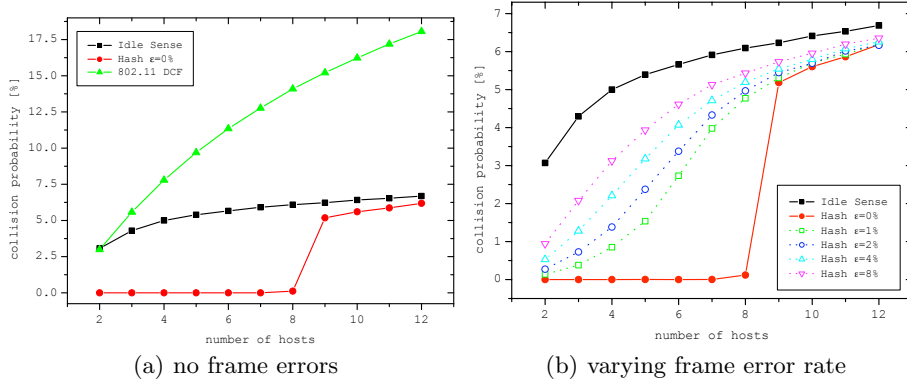 collision probability [%]
17.5
15.0
12.5
10.0
7.5
5.0
2.5
0.0
Idle Sense
Hash ε=0%
802.11 DCF
2 4 6 8 10 12
number of hosts
(a) no frame errors
collision probability [%]
7
6
5
4
3
2
1
0
Idle Sense
Hash ε=0%
Hash ε=1%
Hash ε=2%
Hash ε=4%
Hash ε=8%
2 4 6 8 10 12
number of hosts
(b) varying frame error rate